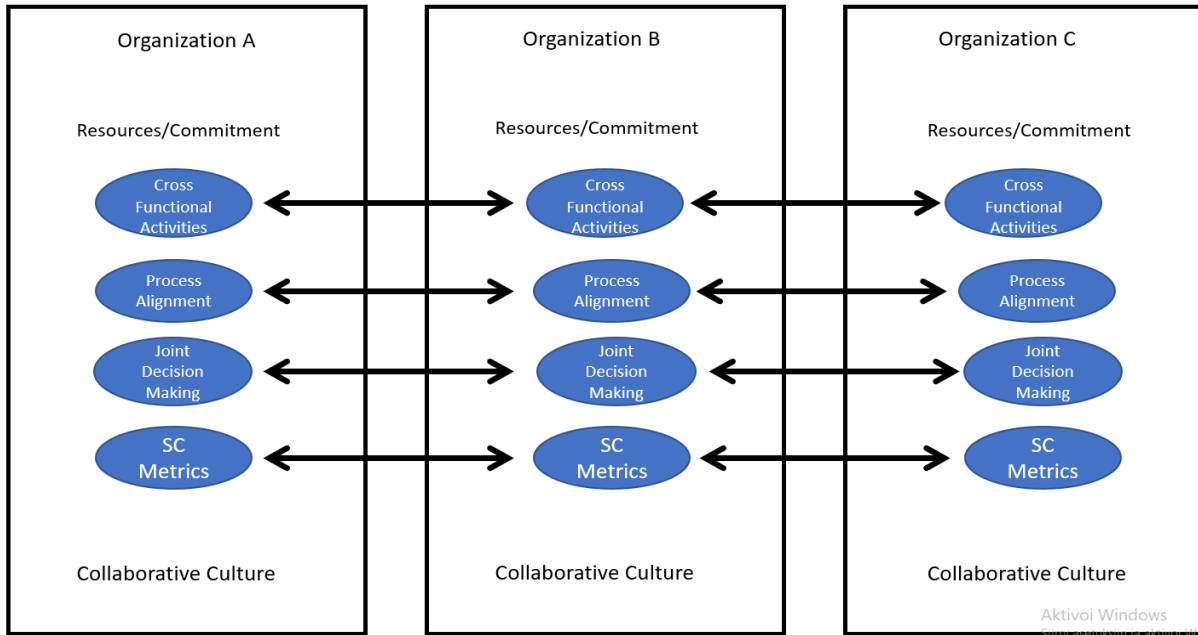 Organization A
Resources/Commitment
Cross
Functional
Activities
Process
Alignment
Joint
Decision
Making
SC
Metrics
Collaborative Culture
Organization B
Resources/Commitment
Cross
Functional
Activities
Process
Alignment
Joint
Decision
Making
SC
Metrics
Collaborative Culture
Organization C
Resources/Commitment
Cross
Functional
Activities
Process
Alignment
Joint
Decision
Making
SC
Metrics
Collaborative Culture
Aktivoi Windows